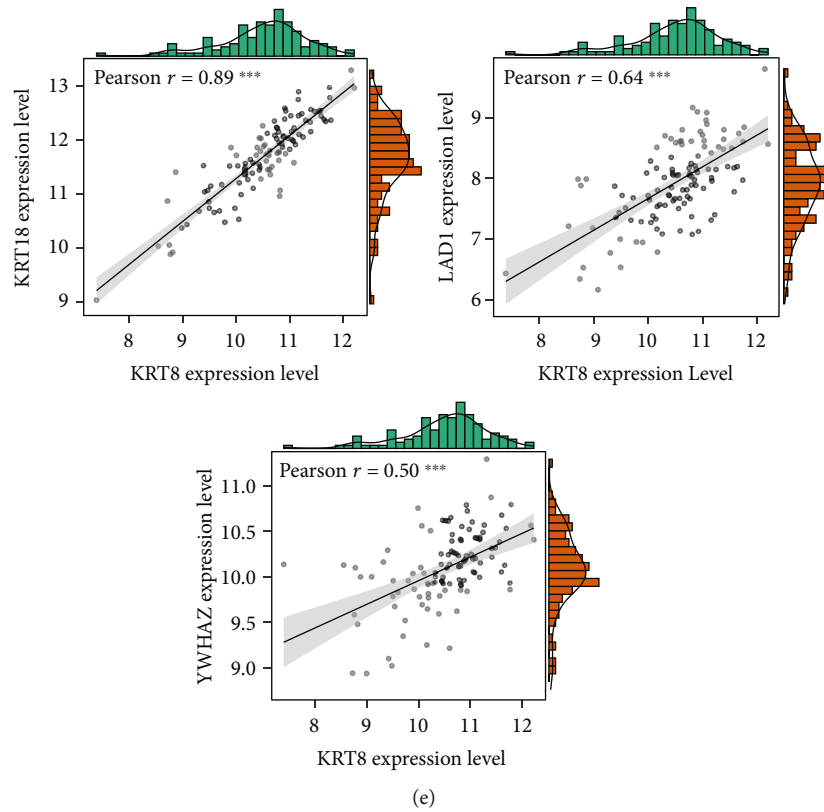 Pearson r = 0.89 ***
KRT18 expression level
13
12
11
10
9
8 9 10 11 12
KRT8 expression level
Pearson r = 0.64 ***
LAD1 expression level
9
8
7
6
8 9 10 11 12
KRT8 expression Level
Pearson r = 0.50 ***
YWHAZ expression level
11.0
10.5
10.0
9.5
9.0
8 9 10 11 12
KRT8 expression level
(e)